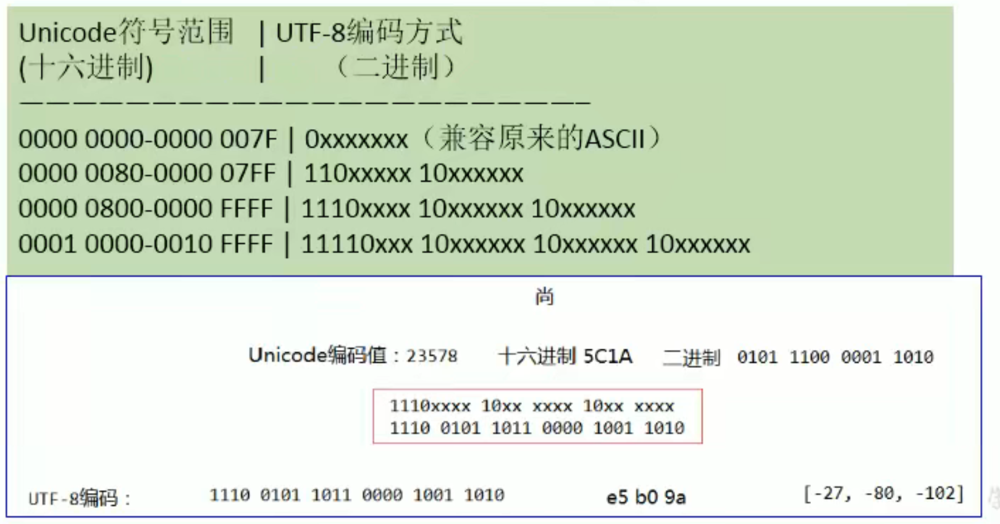 Unicode符号范围 | UTF-8编码方式
(十六进制) | （二进制）
——————————————————————–
0000 0000-0000 007F | 0xxxxxxx（兼容原来的ASCII）
0000 0080-0000 07FF | 110xxxxx 10xxxxxx
0000 0800-0000 FFFF | 1110xxxx 10xxxxxx 10xxxxxx
0001 0000-0010 FFFF | 11110xxx 10xxxxxx 10xxxxxx 10xxxxxx
尚
Unicode编码值：23578 十六进制 5C1A 二进制 0101 1100 0001 1010
1110xxxx 10xx xxxx 10xx xxxx
1110 0101 1011 0000 1001 1010
UTF-8编码： 1110 0101 1011 0000 1001 1010 e5 b0 9a [-27, -80, -102]